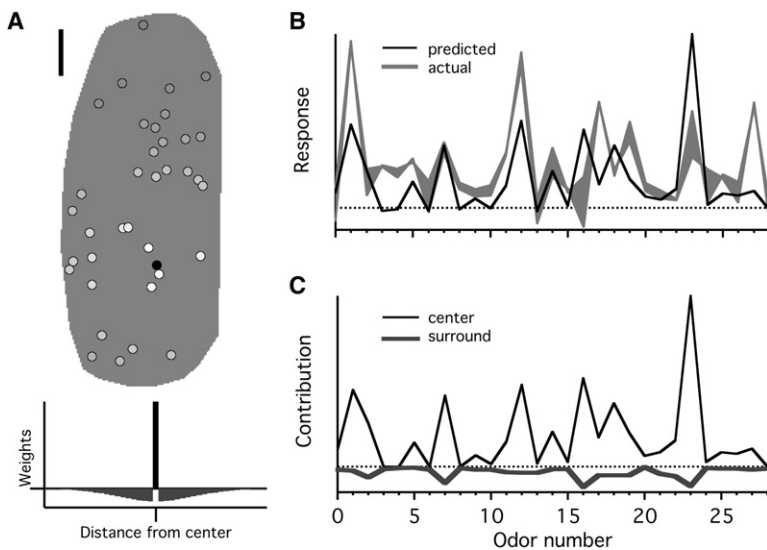 A
Weights
Distance from center
B
predicted
actual
Response
C
center
surround
Contribution
0 5 10 15 20 25
Odor number